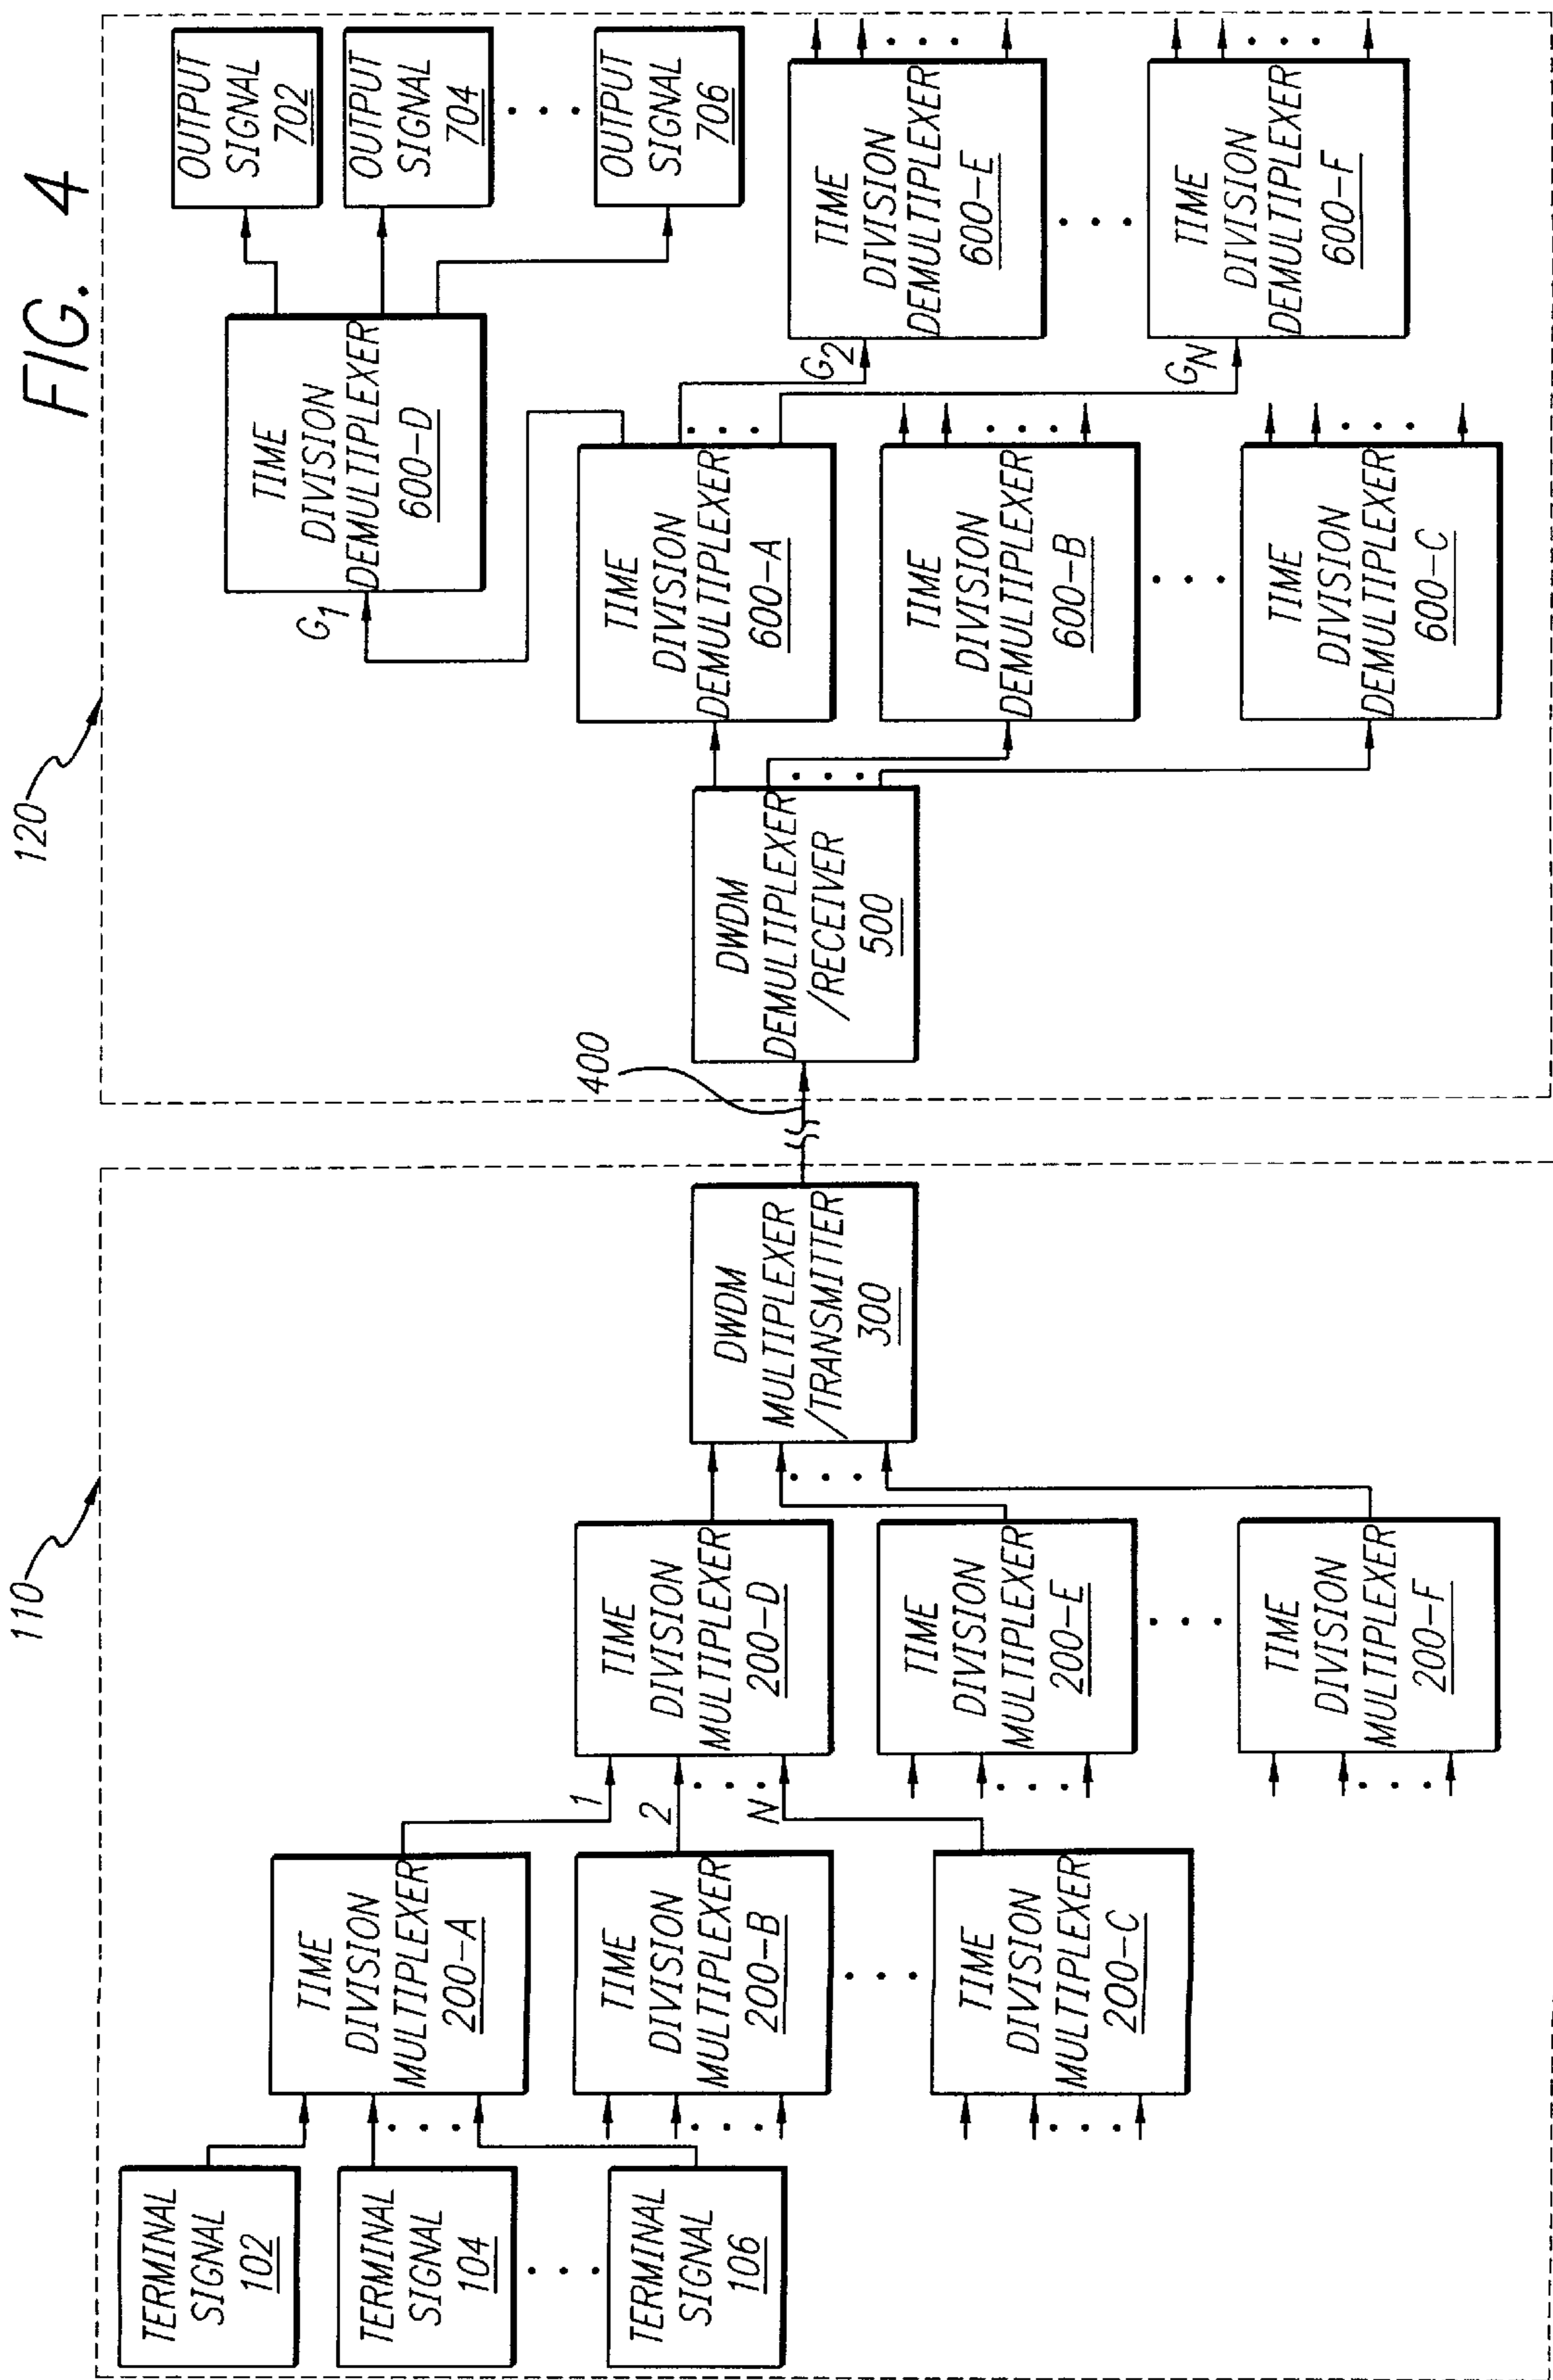 FIG. 4
110
120
TERMINAL
SIGNAL
102
TERMINAL
SIGNAL
104
TERMINAL
SIGNAL
106
TIME
DIVISION
MULTIPLEXER
200-A
TIME
DIVISION
MULTIPLEXER
200-B
TIME
DIVISION
MULTIPLEXER
200-C
1
2
N
TIME
DIVISION
MULTIPLEXER
200-D
TIME
DIVISION
MULTIPLEXER
200-E
TIME
DIVISION
MULTIPLEXER
200-F
DWDM
MULTIPLEXER
/TRANSMITTER
300
400
DWDM
DEMULTIPLEXER
/RECEIVER
500
TIME
DIVISION
DEMULTIPLEXER
600-A
TIME
DIVISION
DEMULTIPLEXER
600-B
TIME
DIVISION
DEMULTIPLEXER
600-C
G1
G2
GN
TIME
DIVISION
DEMULTIPLEXER
600-D
TIME
DIVISION
DEMULTIPLEXER
600-E
TIME
DIVISION
DEMULTIPLEXER
600-F
OUTPUT
SIGNAL
702
OUTPUT
SIGNAL
704
OUTPUT
SIGNAL
706